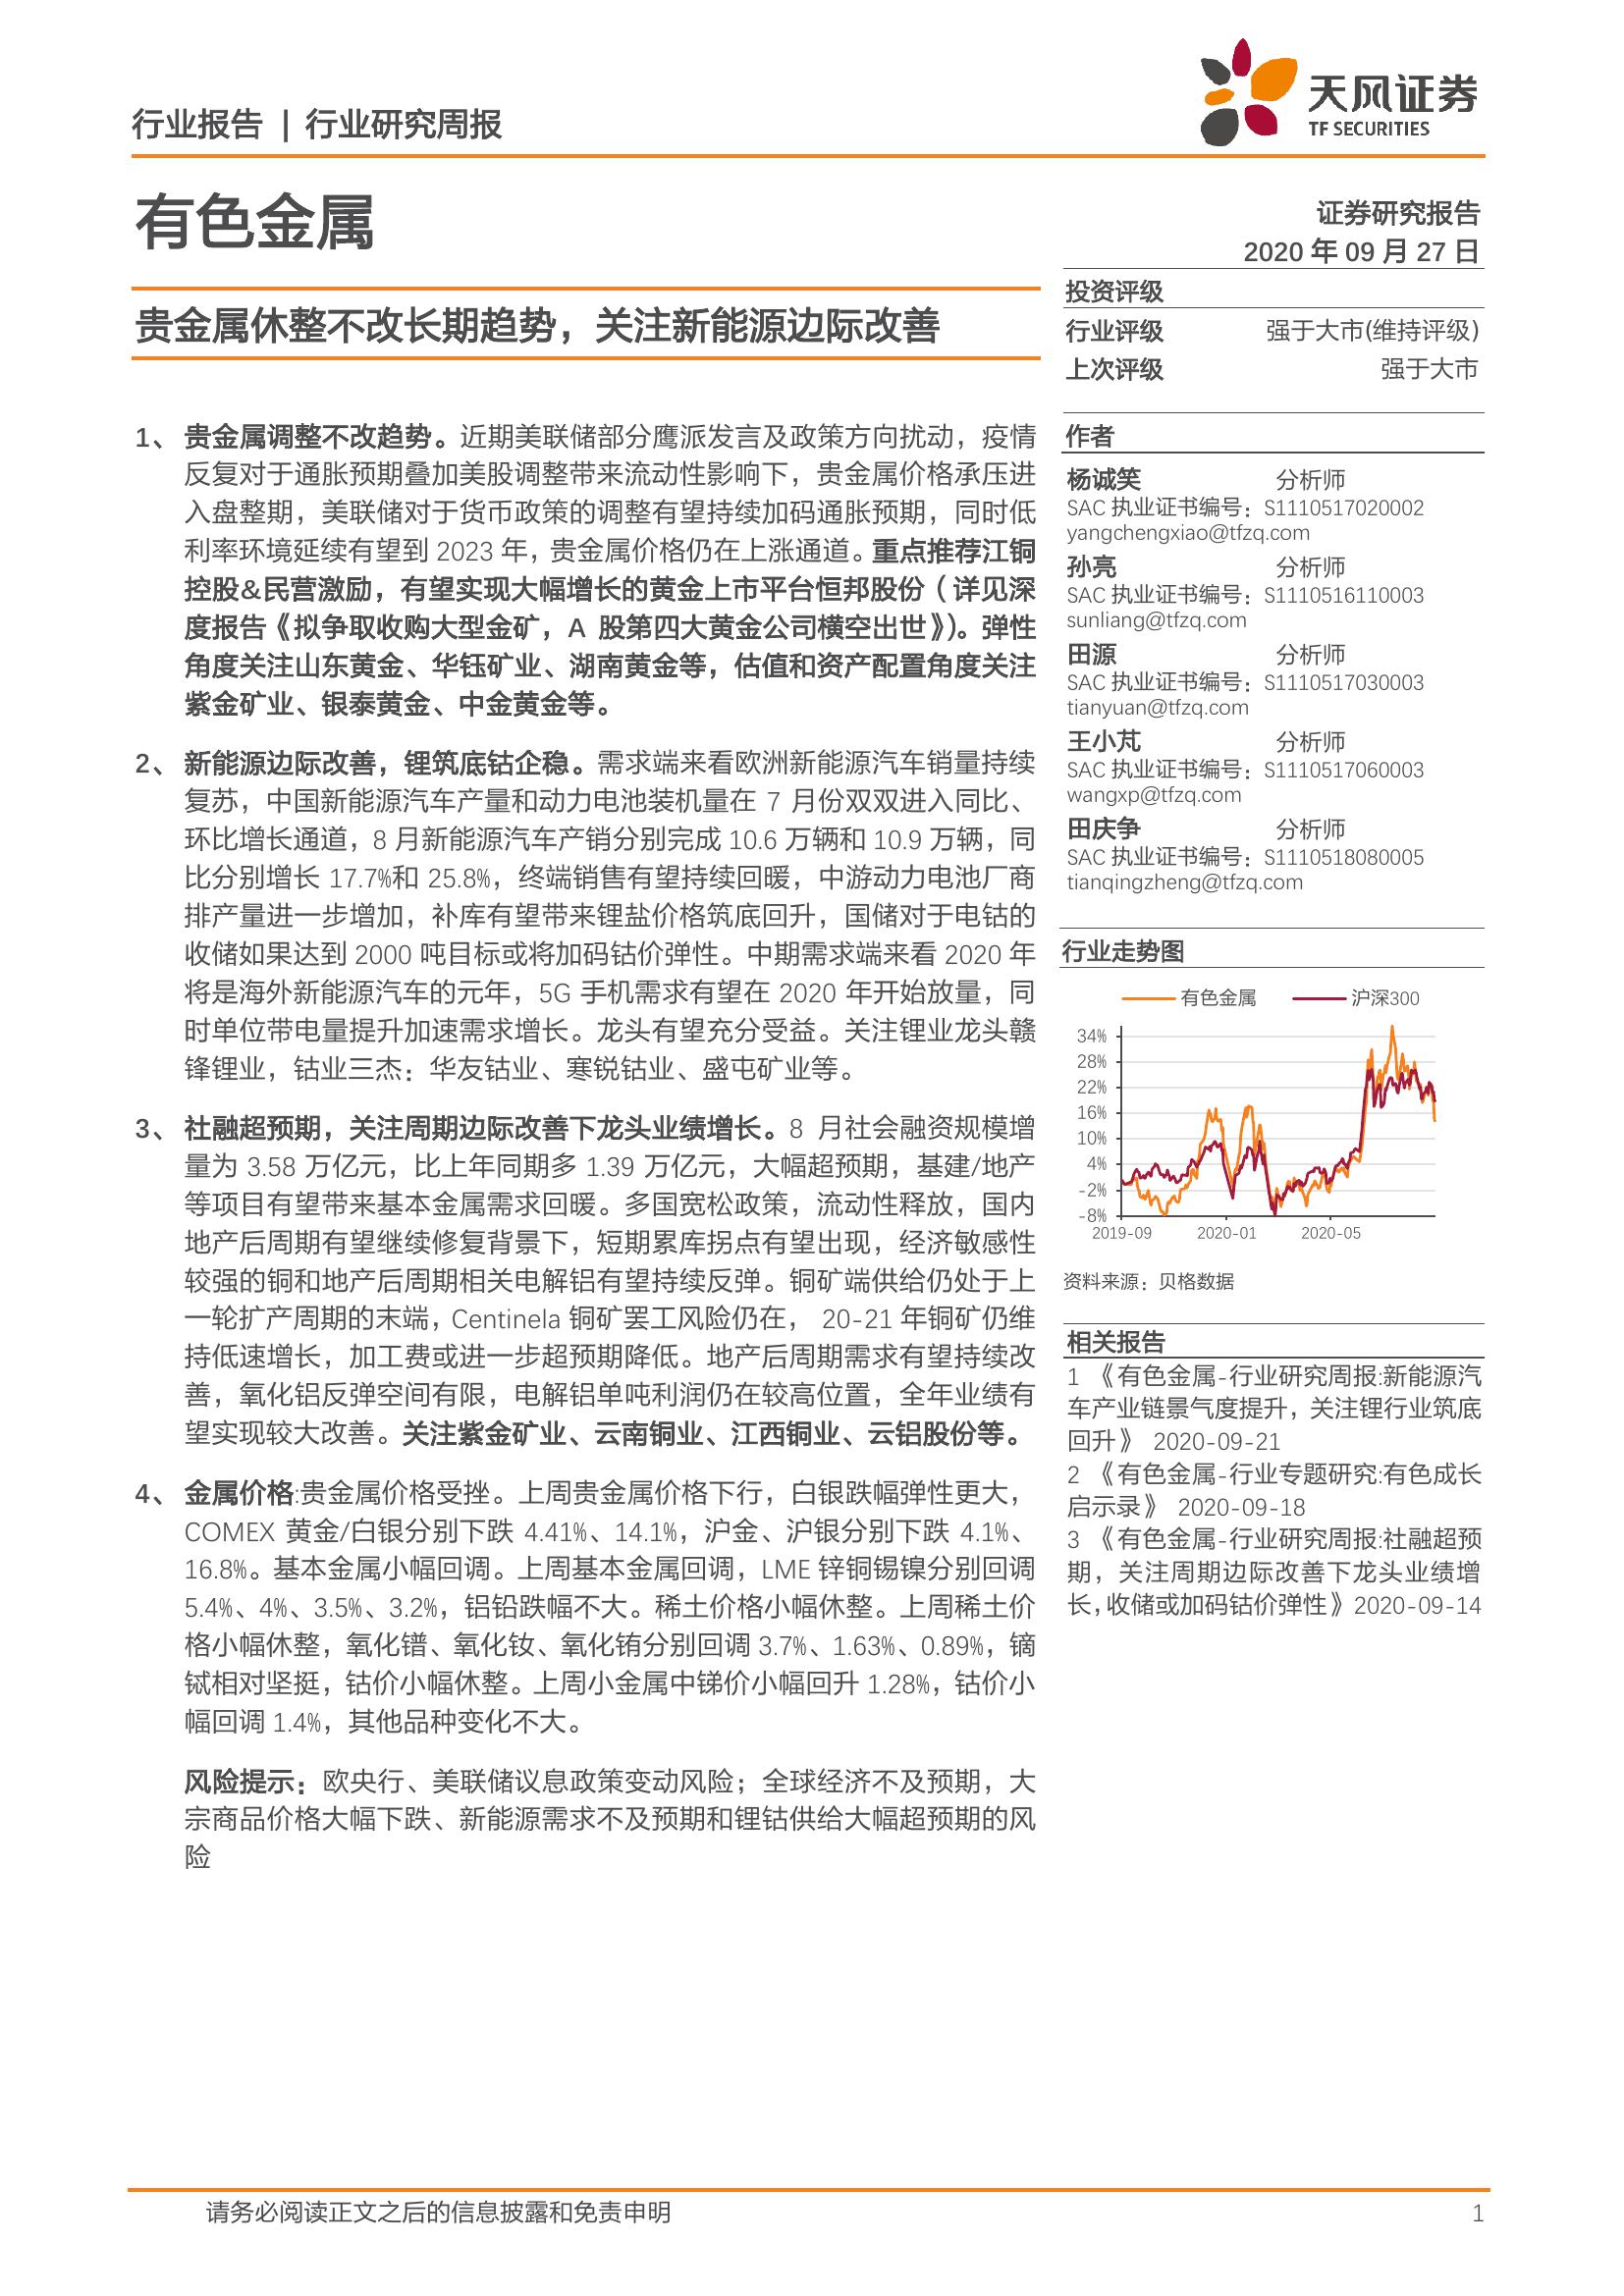 行业报告 | 行业研究周报
天风证券
TF SECURITIES
有色金属
证券研究报告
2020 年 09 月 27 日
贵金属休整不改长期趋势，关注新能源边际改善
投资评级
行业评级 强于大市(维持评级)
上次评级 强于大市
1、 贵金属调整不改趋势。近期美联储部分鹰派发言及政策方向扰动，疫情
反复对于通胀预期叠加美股调整带来流动性影响下，贵金属价格承压进
入盘整期，美联储对于货币政策的调整有望持续加码通胀预期，同时低
利率环境延续有望到 2023 年，贵金属价格仍在上涨通道。重点推荐江铜
控股&民营激励，有望实现大幅增长的黄金上市平台恒邦股份（详见深
度报告《拟争取收购大型金矿，A 股第四大黄金公司横空出世》）。弹性
角度关注山东黄金、华钰矿业、湖南黄金等，估值和资产配置角度关注
紫金矿业、银泰黄金、中金黄金等。
2、 新能源边际改善，锂筑底钴企稳。需求端来看欧洲新能源汽车销量持续
复苏，中国新能源汽车产量和动力电池装机量在 7 月份双双进入同比、
环比增长通道，8 月新能源汽车产销分别完成 10.6 万辆和 10.9 万辆，同
比分别增长 17.7%和 25.8%，终端销售有望持续回暖，中游动力电池厂商
排产量进一步增加，补库有望带来锂盐价格筑底回升，国储对于电钴的
收储如果达到 2000 吨目标或将加码钴价弹性。中期需求端来看 2020 年
将是海外新能源汽车的元年，5G 手机需求有望在 2020 年开始放量，同
时单位带电量提升加速需求增长。龙头有望充分受益。关注锂业龙头赣
锋锂业，钴业三杰：华友钴业、寒锐钴业、盛屯矿业等。
3、 社融超预期，关注周期边际改善下龙头业绩增长。8 月社会融资规模增
量为 3.58 万亿元，比上年同期多 1.39 万亿元，大幅超预期，基建/地产
等项目有望带来基本金属需求回暖。多国宽松政策，流动性释放，国内
地产后周期有望继续修复背景下，短期累库拐点有望出现，经济敏感性
较强的铜和地产后周期相关电解铝有望持续反弹。铜矿端供给仍处于上
一轮扩产周期的末端，Centinela 铜矿罢工风险仍在， 20-21 年铜矿仍维
持低速增长，加工费或进一步超预期降低。地产后周期需求有望持续改
善，氧化铝反弹空间有限，电解铝单吨利润仍在较高位置，全年业绩有
望实现较大改善。关注紫金矿业、云南铜业、江西铜业、云铝股份等。
4、 金属价格:贵金属价格受挫。上周贵金属价格下行，白银跌幅弹性更大，
COMEX 黄金/白银分别下跌 4.41%、14.1%，沪金、沪银分别下跌 4.1%、
16.8%。基本金属小幅回调。上周基本金属回调，LME 锌铜锡镍分别回调
5.4%、4%、3.5%、3.2%，铝铅跌幅不大。稀土价格小幅休整。上周稀土价
格小幅休整，氧化镨、氧化钕、氧化铕分别回调 3.7%、1.63%、0.89%，镝
铽相对坚挺，钴价小幅休整。上周小金属中锑价小幅回升 1.28%，钴价小
幅回调 1.4%，其他品种变化不大。
风险提示：欧央行、美联储议息政策变动风险；全球经济不及预期，大
宗商品价格大幅下跌、新能源需求不及预期和锂钴供给大幅超预期的风
险
作者
杨诚笑 分析师
SAC 执业证书编号：S1110517020002
yangchengxiao@tfzq.com
孙亮 分析师
SAC 执业证书编号：S1110516110003
sunliang@tfzq.com
田源 分析师
SAC 执业证书编号：S1110517030003
tianyuan@tfzq.com
王小芃 分析师
SAC 执业证书编号：S1110517060003
wangxp@tfzq.com
田庆争 分析师
SAC 执业证书编号：S1110518080005
tianqingzheng@tfzq.com
行业走势图
有色金属 沪深300
34%
28%
22%
16%
10%
4%
-2%
-8%
2019-09 2020-01 2020-05
资料来源：贝格数据
相关报告
1 《有色金属-行业研究周报:新能源汽
车产业链景气度提升，关注锂行业筑底
回升》 2020-09-21
2 《有色金属-行业专题研究:有色成长
启示录》 2020-09-18
3 《有色金属-行业研究周报:社融超预
期，关注周期边际改善下龙头业绩增
长，收储或加码钴价弹性》2020-09-14
请务必阅读正文之后的信息披露和免责申明 1